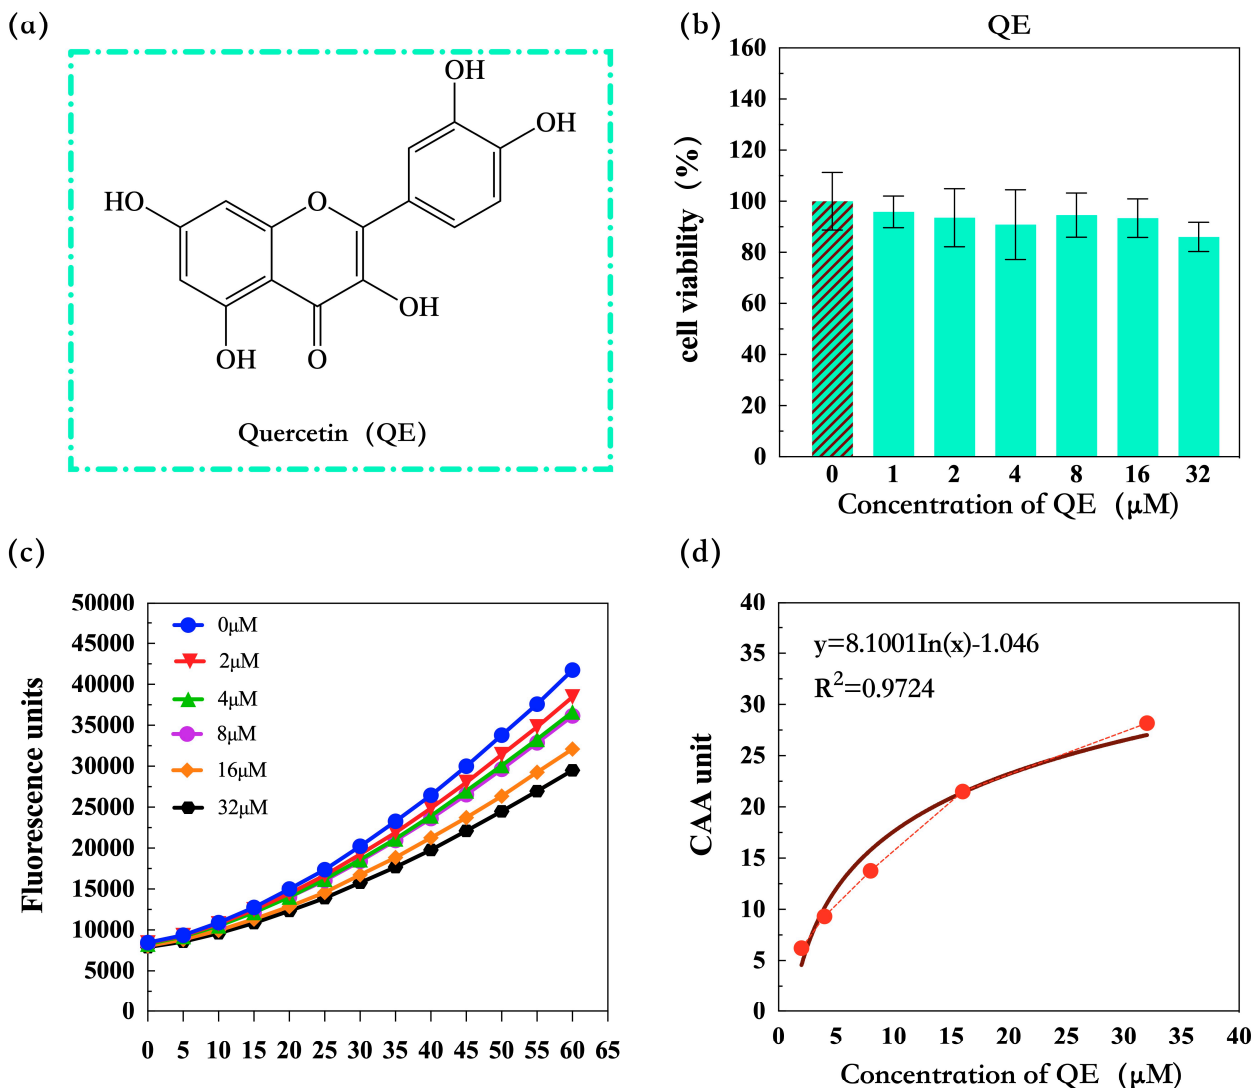 (a)
OH
OH
HO
O
OH
OH
O
Quercetin (QE)
(b)
QE
160
140
120
100
80
60
40
20
0
cell viability (%)
0 1 2 4 8 16 32
Concentration of QE (μM)
(c)
50000
45000
40000
35000
30000
25000
20000
15000
10000
5000
0
Fluorescence units
0μM
2μM
4μM
8μM
16μM
32μM
0 5 10 15 20 25 30 35 40 45 50 55 60 65
(d)
40
35
30
25
20
15
10
5
0
CAA unit
y=8.1001In(x)-1.046
R²=0.9724
0 5 10 15 20 25 30 35 40
Concentration of QE (μM)